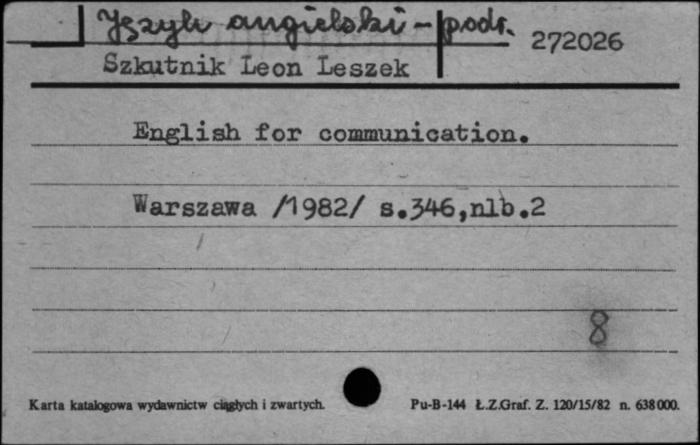 Język angielski - podr.
272026
Szkutnik Leon Leszek
English for communication.
Warszawa /1982/ s.346,nlb.2
8
Karta katalogowa wydawnictw ciągłych i zwartych. Pu-B-144 Ł.Z.Graf. Z. 120/15/82 n. 638000.